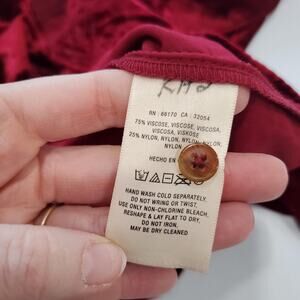 RN : 66170 CA : 32054
75% VISCOSE, VISCOSE, VISCOSA,
VISCOSA, VISKOSE
25% NYLON, NYLON, NYLON,
NYLON
HECHO EN
HAND WASH COLD SEPARATELY,
DO NOT WRING OR TWIST,
USE ONLY NON-CHLORINE BLEACH,
RESHAPE & LAY FLAT TO DRY,
DO NOT IRON,
MAY BE DRY CLEANED